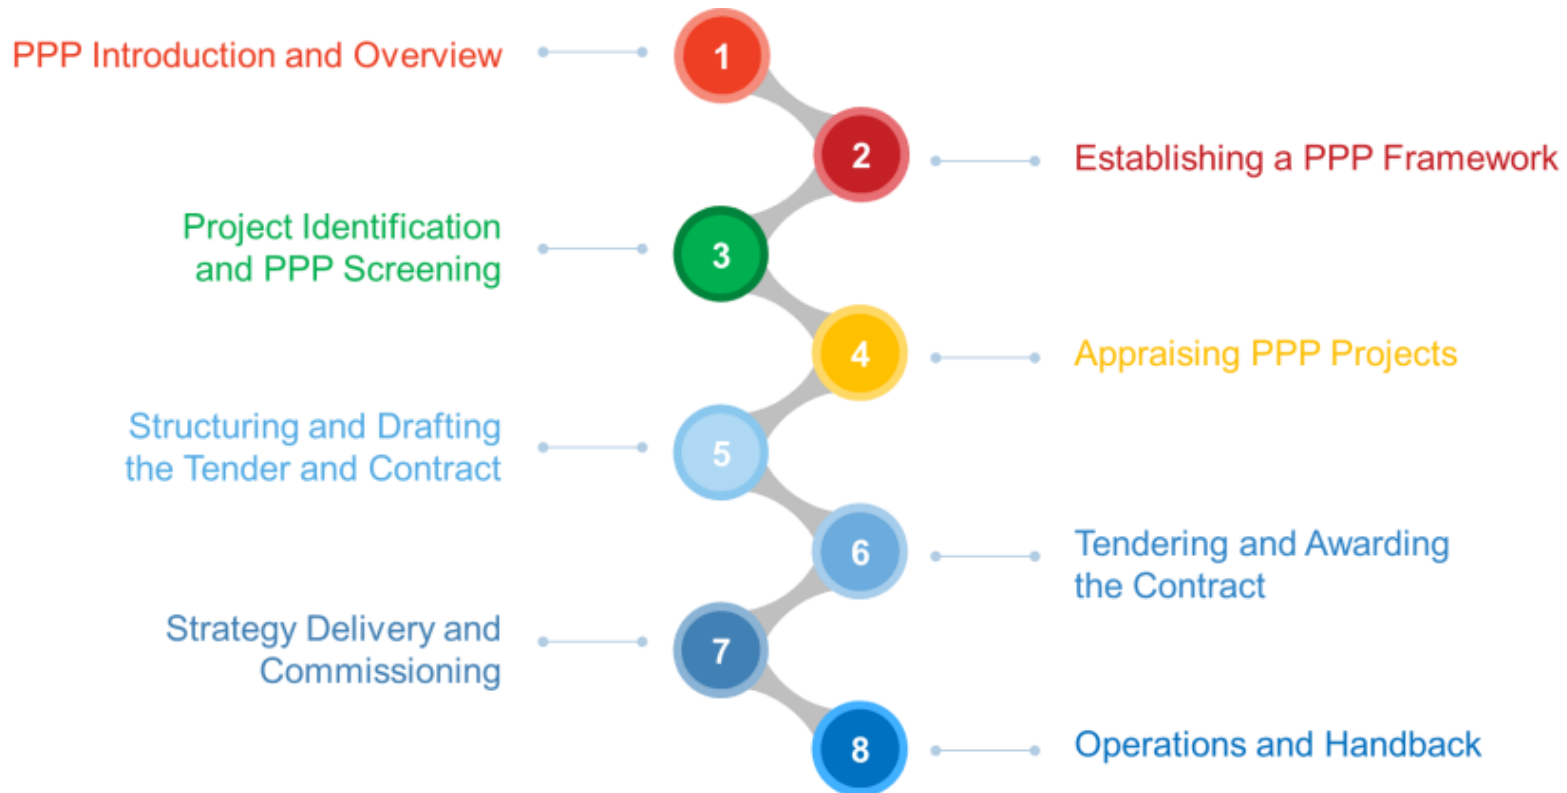 PPP Introduction and Overview
1
2
Establishing a PPP Framework
Project Identification
and PPP Screening
3
4
Appraising PPP Projects
Structuring and Drafting
the Tender and Contract
5
6
Tendering and Awarding
the Contract
Strategy Delivery and
Commissioning
7
8
Operations and Handback